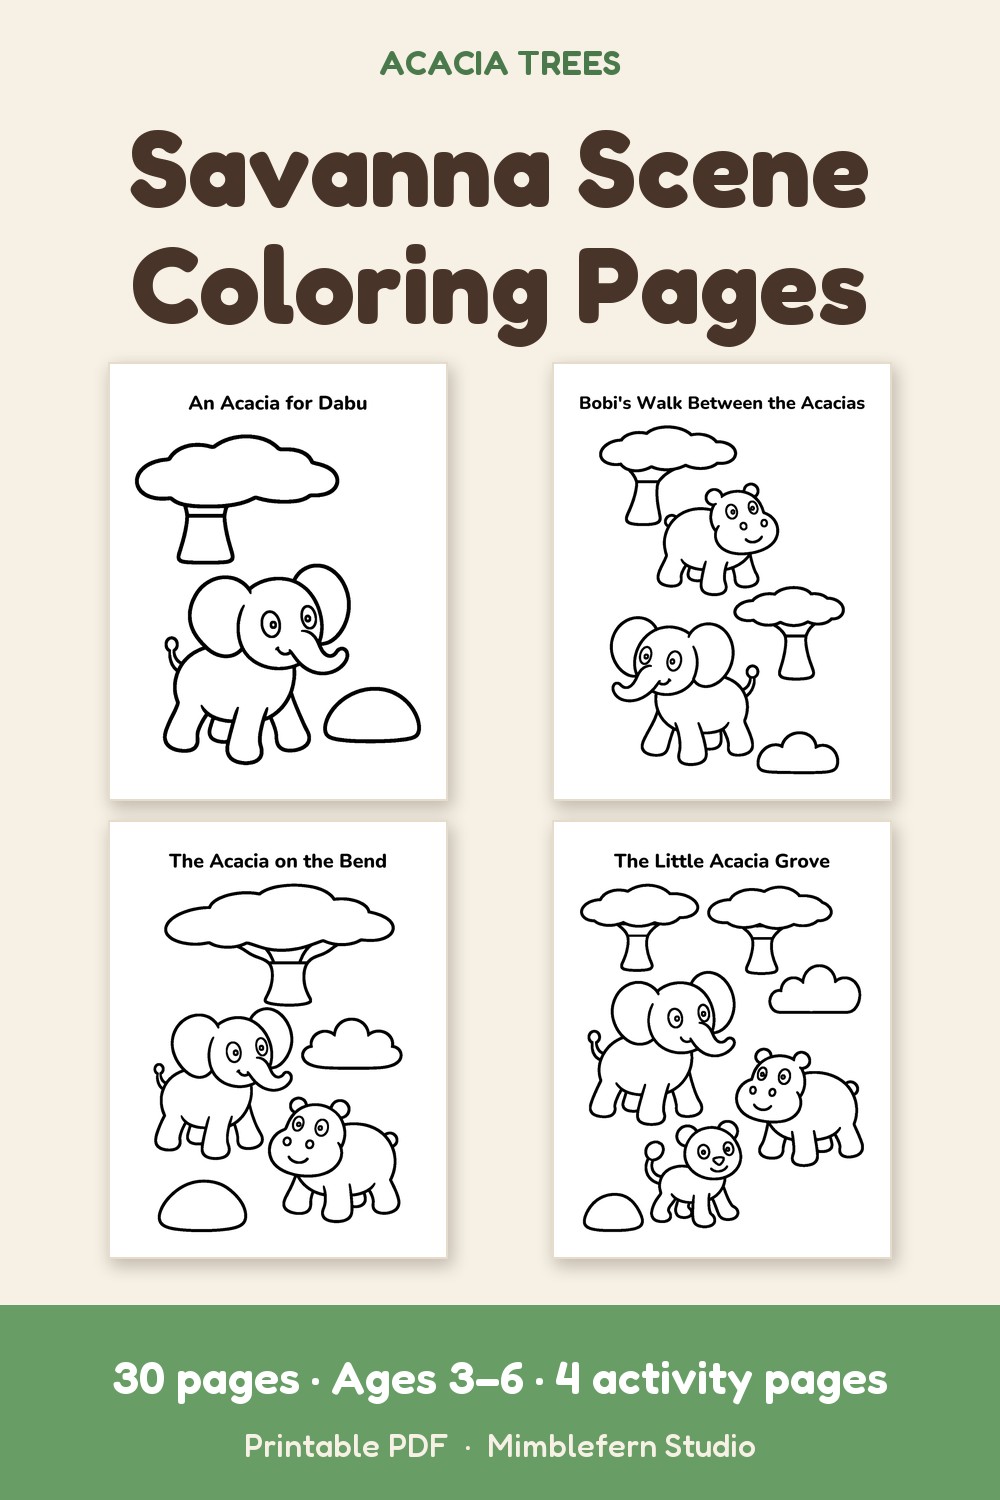 ACACIA TREES
Savanna Scene
Coloring Pages
An Acacia for Dabu
Bobi's Walk Between the Acacias
The Acacia on the Bend
The Little Acacia Grove
30 pages · Ages 3–6 · 4 activity pages
Printable PDF · Mimblefern Studio